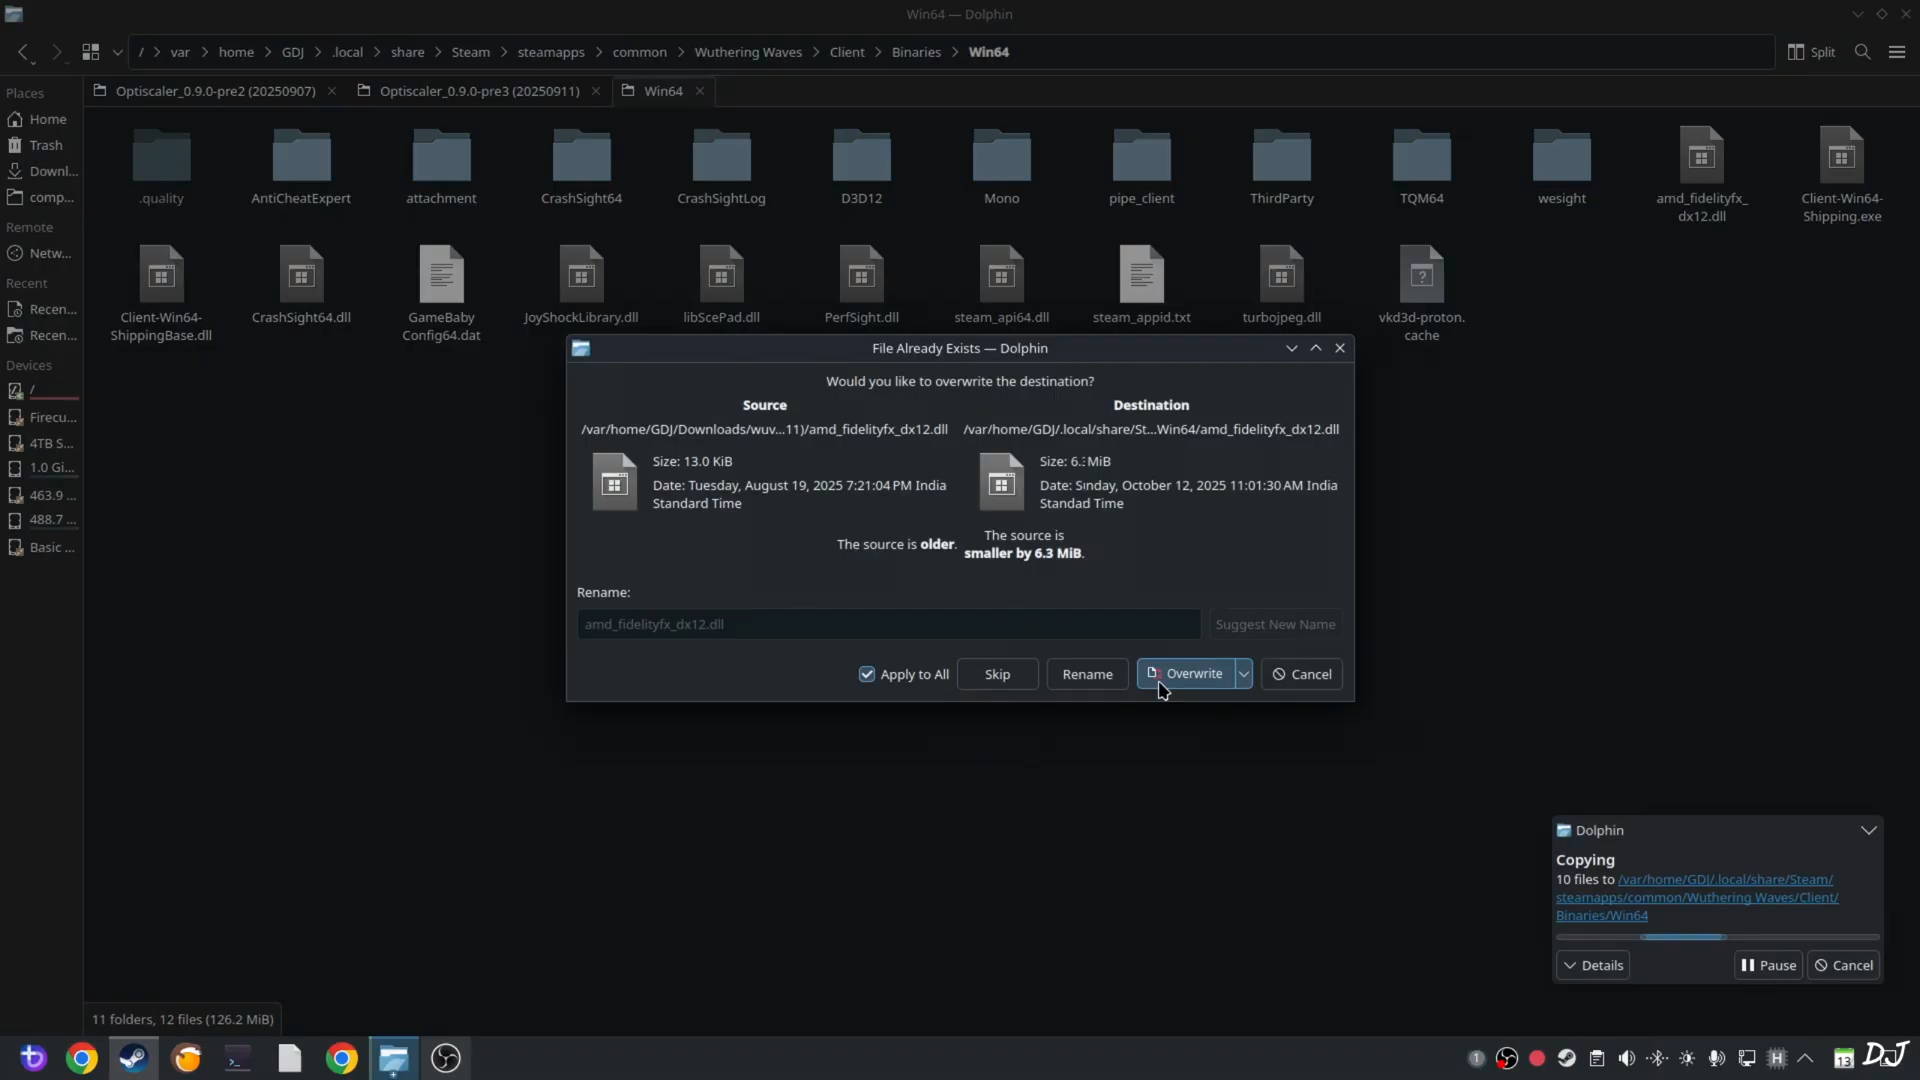 Win64 — Dolphin
/ > var > home > GDJ > .local > share > Steam > steamapps > common > Wuthering Waves > Client > Binaries > Win64
Split
Optiscaler_0.9.0-pre2 (20250907)
Optiscaler_0.9.0-pre3 (20250911)
Win64
Places
Home
Trash
Downl...
comp...
Remote
Netw...
Recent
Recen...
Recen...
Devices
/
Firecu...
4TB S...
1.0 Gi...
463.9 ...
488.7 ...
Basic ...
.quality
AntiCheatExpert
attachment
CrashSight64
CrashSightLog
D3D12
Mono
pipe_client
ThirdParty
TQM64
wesight
amd_fidelityfx_
dx12.dll
Client-Win64-
Shipping.exe
Client-Win64-
ShippingBase.dll
CrashSight64.dll
GameBaby
Config64.dat
JoyShockLibrary.dll
libScePad.dll
PerfSight.dll
steam_api64.dll
steam_appid.txt
turbojpeg.dll
vkd3d-proton.
cache
File Already Exists — Dolphin
Would you like to overwrite the destination?
Source
Destination
/var/home/GDJ/Downloads/wuv...11)/amd_fidelityfx_dx12.dll
/var/home/GDJ/.local/share/St...Win64/amd_fidelityfx_dx12.dll
Size: 13.0 KiB
Date: Tuesday, August 19, 2025 7:21:04 PM India
Standard Time
Size: 6.3 MiB
Date: Sunday, October 12, 2025 11:01:30 AM India
Standad Time
The source is older.
The source is
smaller by 6.3 MiB.
Rename:
amd_fidelityfx_dx12.dll
Suggest New Name
Apply to All
Skip
Rename
Overwrite
Cancel
Dolphin
Copying
10 files to /var/home/GDJ/.local/share/Steam/
steamapps/common/Wuthering Waves/Client/
Binaries/Win64
Details
Pause
Cancel
11 folders, 12 files (126.2 MiB)
1
H
13
DJ